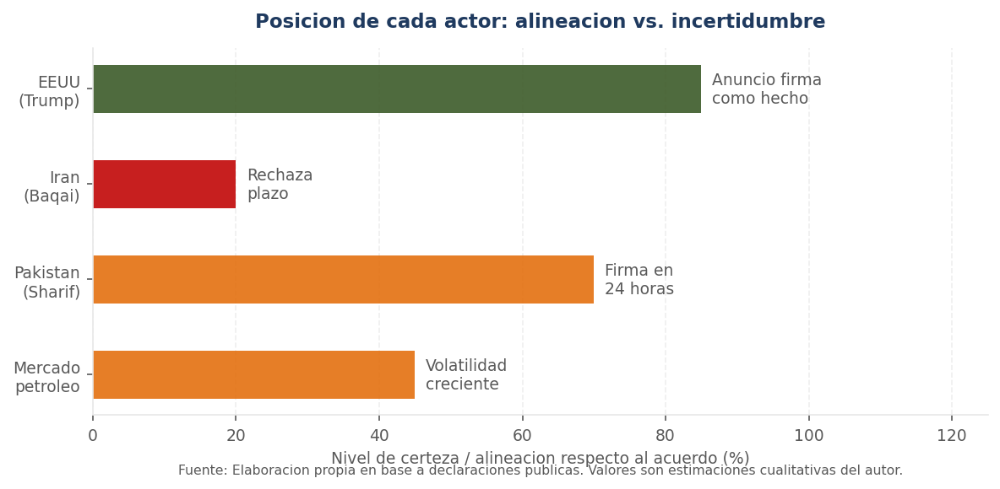 Posicion de cada actor: alineacion vs. incertidumbre
EEUU
(Trump)
Anuncio firma
como hecho
Iran
(Baqai)
Rechaza
plazo
Pakistan
(Sharif)
Firma en
24 horas
Mercado
petroleo
Volatilidad
creciente
0 20 40 60 80 100 120
Nivel de certeza / alineacion respecto al acuerdo (%)
Fuente: Elaboracion propia en base a declaraciones publicas. Valores son estimaciones cualitativas del autor.